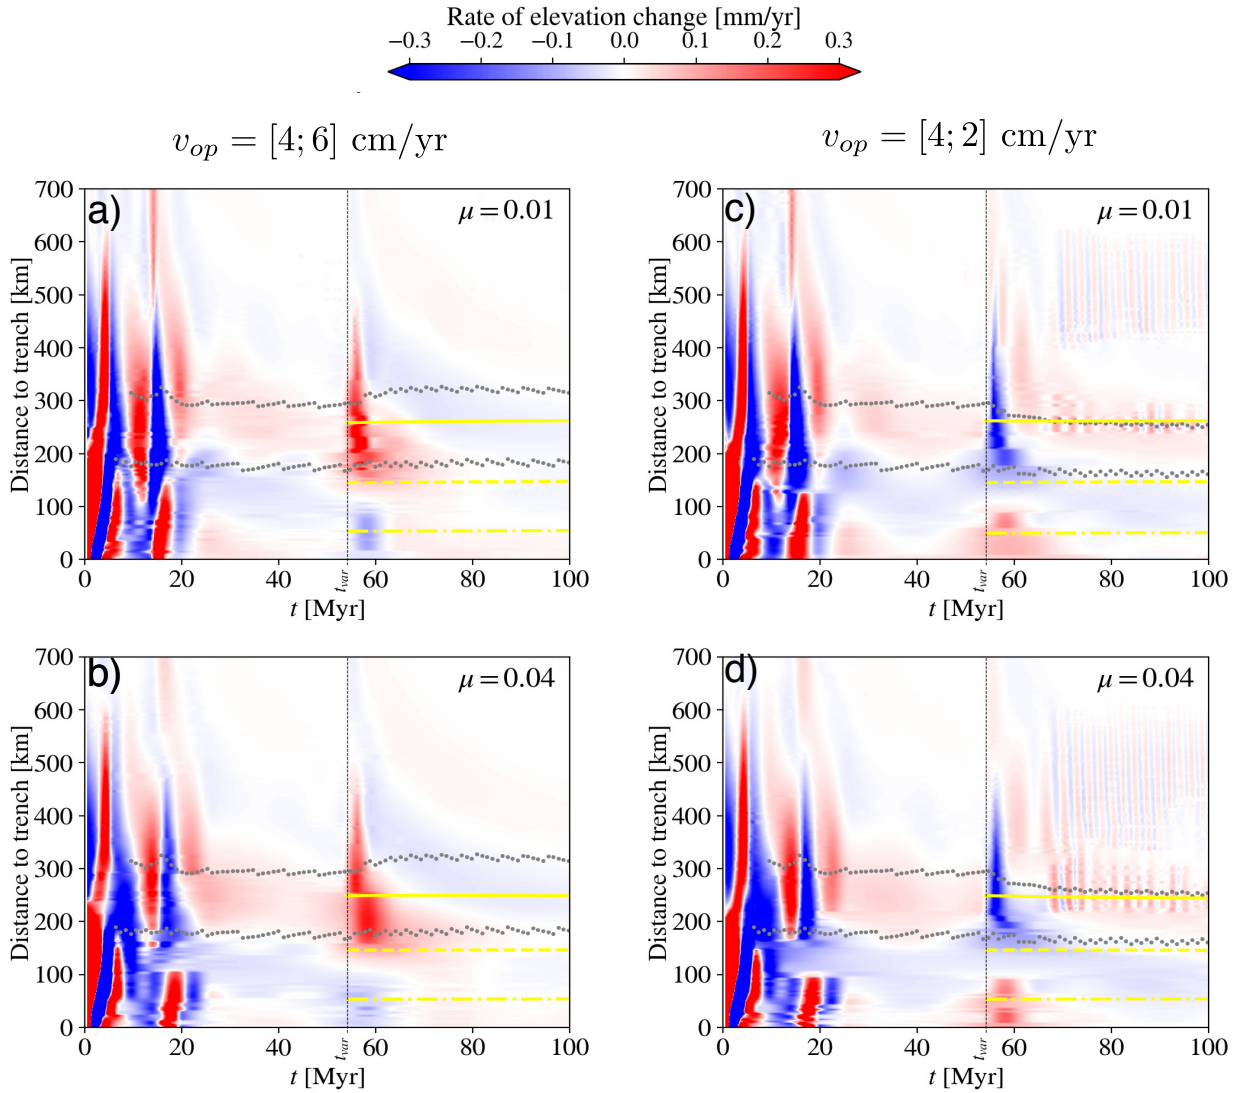 Rate of elevation change [mm/yr]
−0.3 −0.2 −0.1 0.0 0.1 0.2 0.3
v_op = [4; 6] cm/yr
v_op = [4; 2] cm/yr
a)
μ = 0.01
Distance to trench [km]
700
600
500
400
300
200
100
0
0 20 40 t_var 60 80 100
t [Myr]
c)
μ = 0.01
Distance to trench [km]
700
600
500
400
300
200
100
0
0 20 40 t_var 60 80 100
t [Myr]
b)
μ = 0.04
Distance to trench [km]
700
600
500
400
300
200
100
0
0 20 40 t_var 60 80 100
t [Myr]
d)
μ = 0.04
Distance to trench [km]
700
600
500
400
300
200
100
0
0 20 40 t_var 60 80 100
t [Myr]